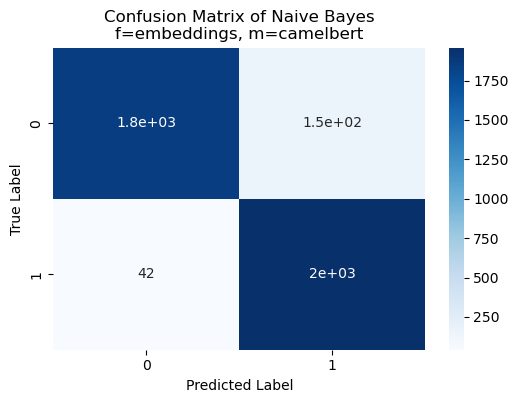 Confusion Matrix of Naive Bayes
f=embeddings, m=camelbert
True Label
0
1.8e+03
1.5e+02
1
42
2e+03
0
1
Predicted Label
1750
1500
1250
1000
750
500
250